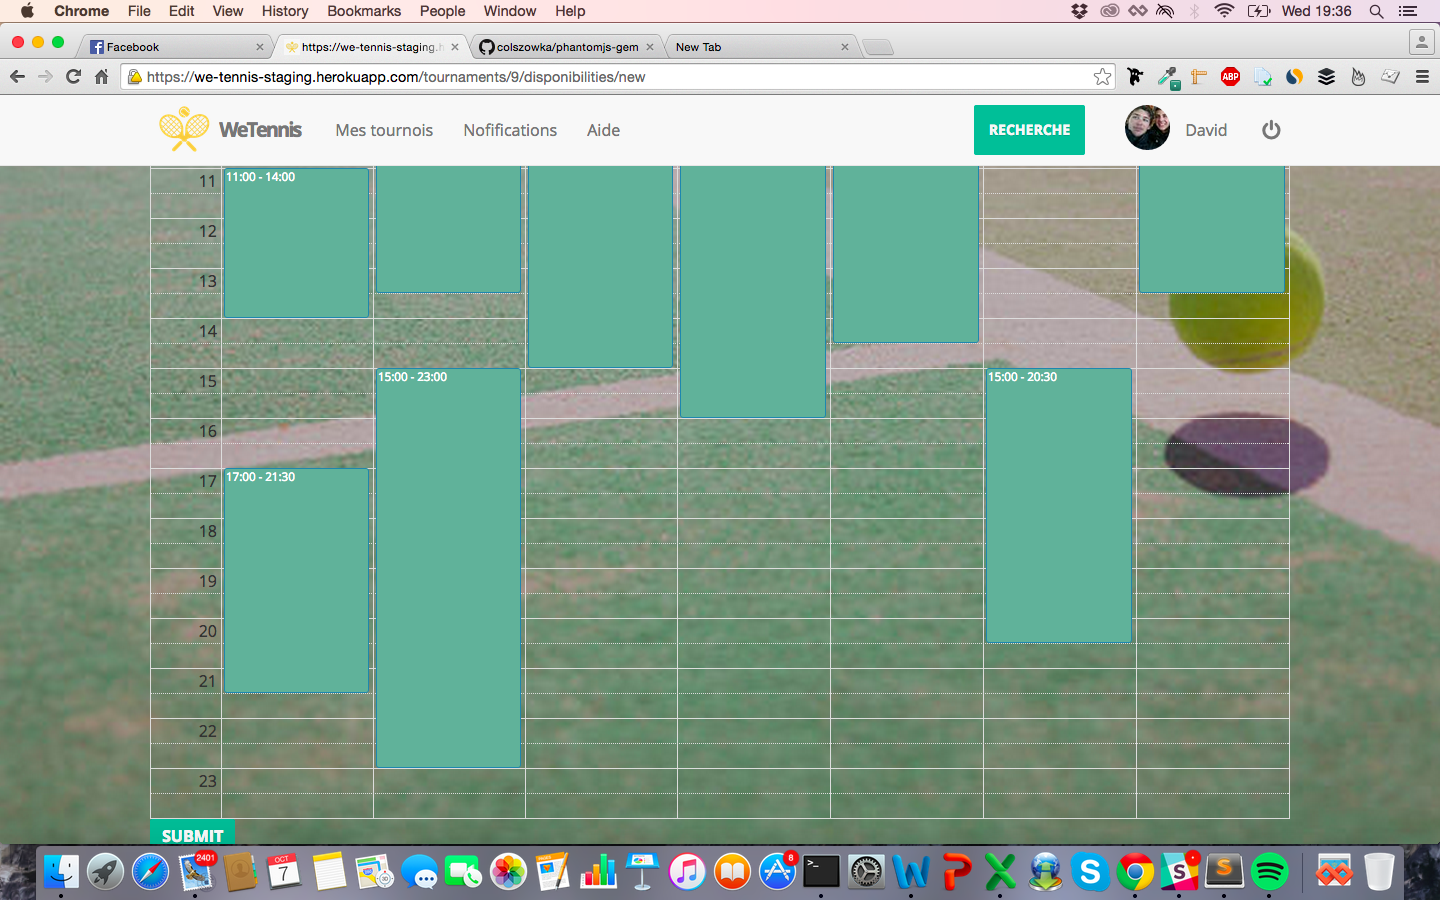 Chrome File Edit View History Bookmarks People Window Help Wed 19:36
Facebook https://we-tennis-staging.h colszowka/phantomjs-gem New Tab
https://we-tennis-staging.herokuapp.com/tournaments/9/disponibilities/new ABP
WeTennis Mes tournois Nofifications Aide RECHERCHE David
11 11:00 - 14:00
12
13
14
15 15:00 - 23:00 15:00 - 20:30
16
17 17:00 - 21:30
18
19
20
21
22
23
SUBMIT
2401 OCT 8
7